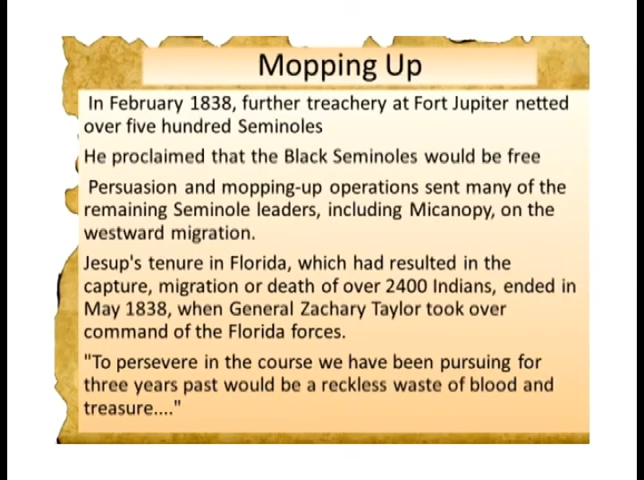 Mopping Up
In February 1838, further treachery at Fort Jupiter netted
over five hundred Seminoles
He proclaimed that the Black Seminoles would be free
Persuasion and mopping-up operations sent many of the
remaining Seminole leaders, including Micanopy, on the
westward migration.
Jesup's tenure in Florida, which had resulted in the
capture, migration or death of over 2400 Indians, ended in
May 1838, when General Zachary Taylor took over
command of the Florida forces.
"To persevere in the course we have been pursuing for
three years past would be a reckless waste of blood and
treasure...."